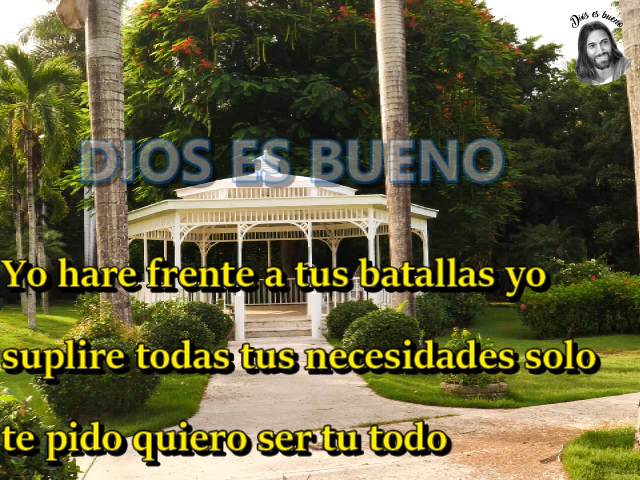 Dios es bueno
DIOS ES BUENO
Yo hare frente a tus batallas yo
suplire todas tus necesidades solo
te pido quiero ser tu todo